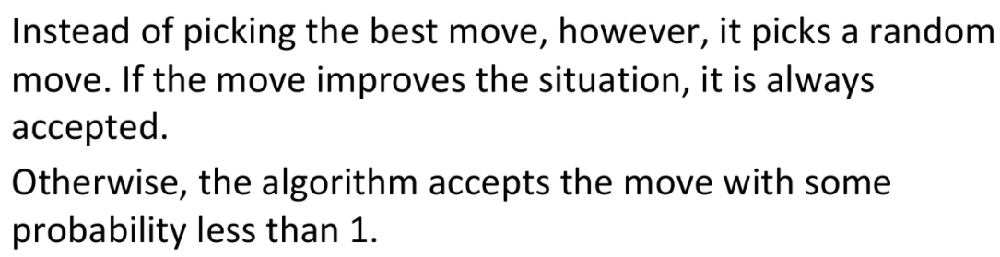 Instead of picking the best move, however, it picks a random
move. If the move improves the situation, it is always
accepted.
Otherwise, the algorithm accepts the move with some
probability less than 1.